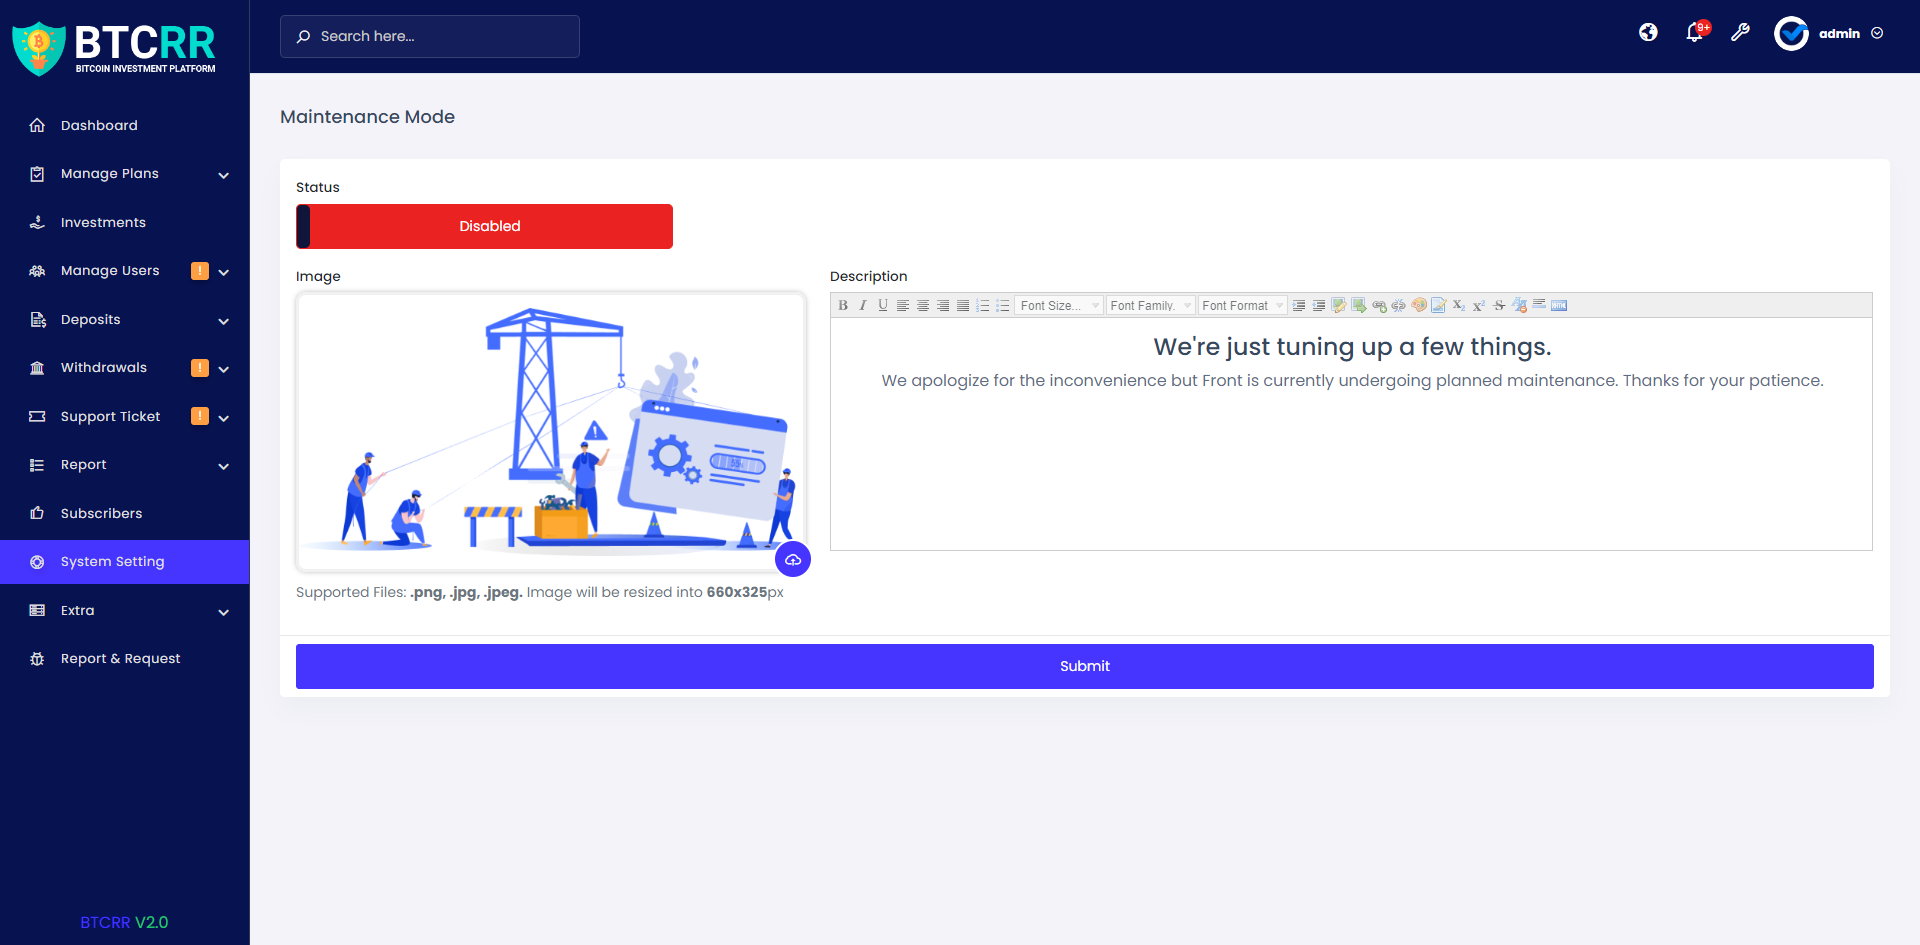 BTCRR
BITCOIN INVESTMENT PLATFORM
Search here...
9+
admin
Dashboard
Manage Plans
Investments
Manage Users !
Deposits
Withdrawals !
Support Ticket !
Report
Subscribers
System Setting
Extra
Report & Request
BTCRR V2.0
Maintenance Mode
Status
Disabled
Image
Supported Files: .png, .jpg, .jpeg. Image will be resized into 660x325px
Description
B I U Font Size... Font Family. Font Format X₂ X² S
We're just tuning up a few things.
We apologize for the inconvenience but Front is currently undergoing planned maintenance. Thanks for your patience.
Submit